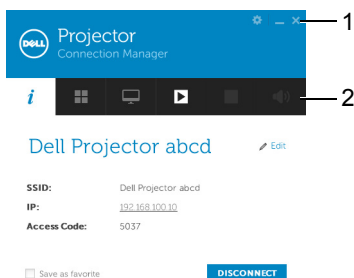 DELL
Projector
Connection Manager
1
i
2
Dell Projector abcd
Edit
SSID: Dell Projector abcd
IP: 192.168.100.10
Access Code: 5037
Save as favorite
DISCONNECT